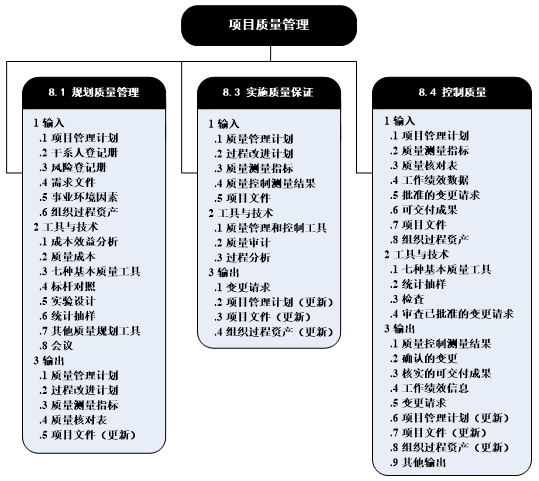 项目质量管理
8.1 规划质量管理
1 输入
.1 项目管理计划
.2 干系人登记册
.3 风险登记册
.4 需求文件
.5 事业环境因素
.6 组织过程资产
2 工具与技术
.1 成本效益分析
.2 质量成本
.3 七种基本质量工具
.4 标杆对照
.5 实验设计
.6 统计抽样
.7 其他质量规划工具
.8 会议
3 输出
.1 质量管理计划
.2 过程改进计划
.3 质量测量指标
.4 质量核对表
.5 项目文件（更新）
8.3 实施质量保证
1 输入
.1 质量管理计划
.2 过程改进计划
.3 质量测量指标
.4 质量控制测量结果
.5 项目文件
2 工具与技术
.1 质量管理和控制工具
.2 质量审计
.3 过程分析
3 输出
.1 变更请求
.2 项目管理计划（更新）
.3 项目文件（更新）
.4 组织过程资产（更新）
8.4 控制质量
1 输入
.1 项目管理计划
.2 质量测量指标
.3 质量核对表
.4 工作绩效数据
.5 批准的变更请求
.6 可交付成果
.7 项目文件
.8 组织过程资产
2 工具与技术
.1 七种基本质量工具
.2 统计抽样
.3 检查
.4 审查已批准的变更请求
3 输出
.1 质量控制测量结果
.2 确认的变更
.3 核实的可交付成果
.4 工作绩效信息
.5 变更请求
.6 项目管理计划（更新）
.7 项目文件（更新）
.8 组织过程资产（更新）
.9 其他输出